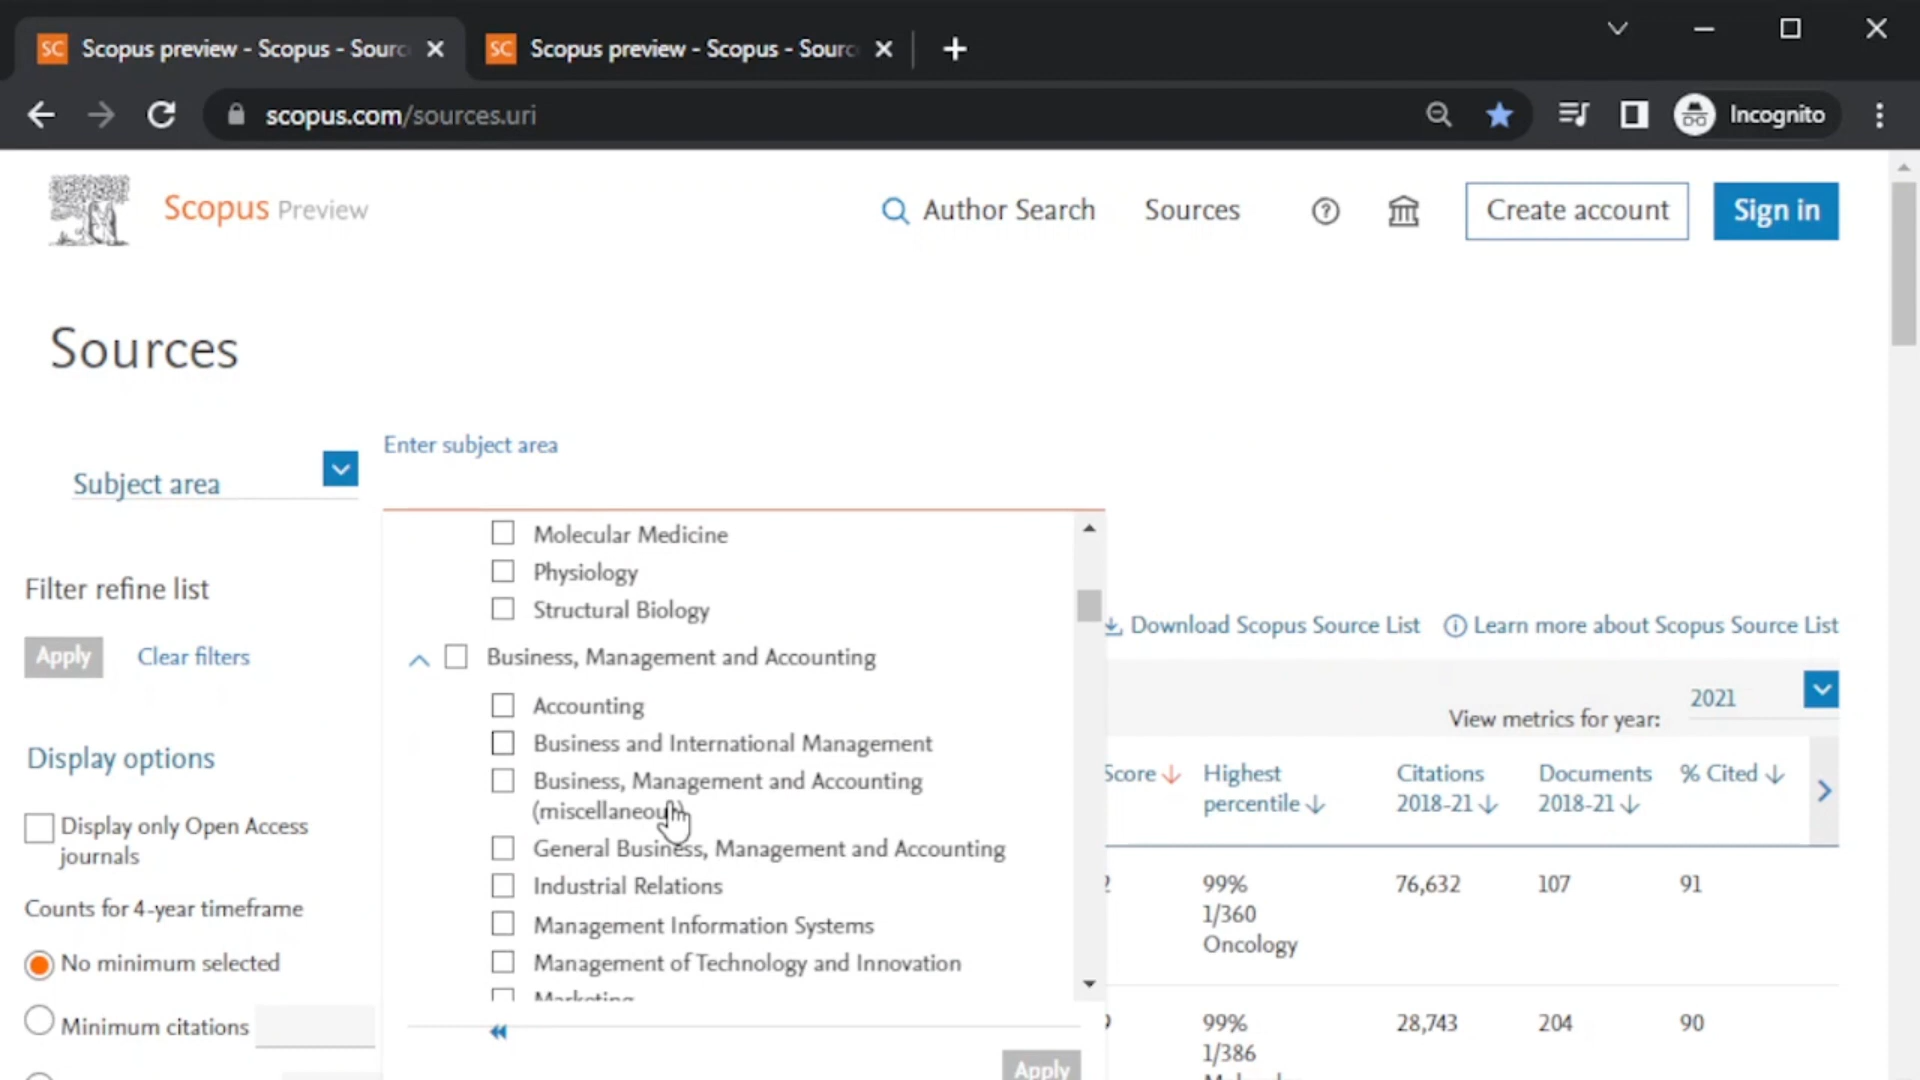 SC Scopus preview - Scopus - Sourc
SC Scopus preview - Scopus - Sourc
scopus.com/sources.uri
Incognito
Scopus Preview
Author Search
Sources
Create account
Sign in
Sources
Enter subject area
Subject area
Molecular Medicine
Physiology
Structural Biology
Filter refine list
Apply
Clear filters
Business, Management and Accounting
Accounting
Business and International Management
Business, Management and Accounting
(miscellaneous)
General Business, Management and Accounting
Industrial Relations
Management Information Systems
Management of Technology and Innovation
Marketing
Apply
Download Scopus Source List
Learn more about Scopus Source List
View metrics for year:
2021
Score
Highest
percentile
Citations
2018-21
Documents
2018-21
% Cited
2
99%
1/360
Oncology
76,632
107
91
9
99%
1/386
28,743
204
90
Display options
Display only Open Access
journals
Counts for 4-year timeframe
No minimum selected
Minimum citations